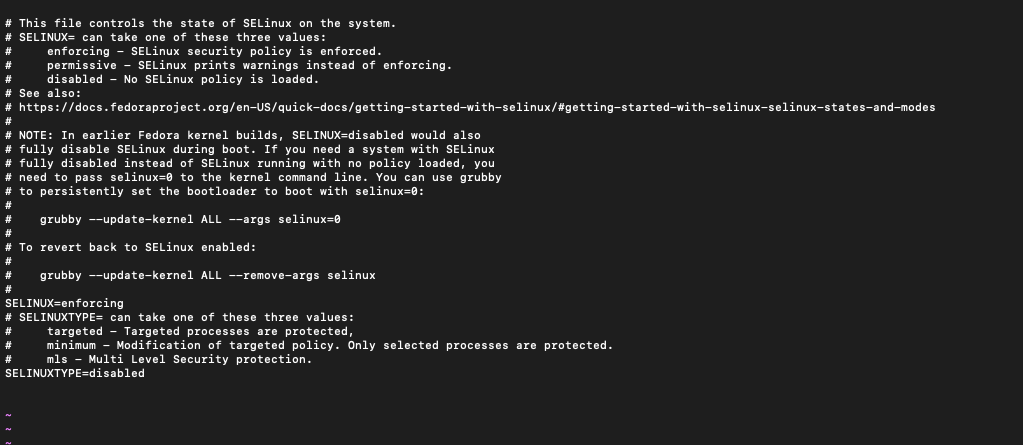 # This file controls the state of SELinux on the system.
# SELINUX= can take one of these three values:
#     enforcing – SELinux security policy is enforced.
#     permissive – SELinux prints warnings instead of enforcing.
#     disabled – No SELinux policy is loaded.
# See also:
# https://docs.fedoraproject.org/en-US/quick-docs/getting-started-with-selinux/#getting-started-with-selinux-selinux-states-and-modes
#
# NOTE: In earlier Fedora kernel builds, SELINUX=disabled would also
# fully disable SELinux during boot. If you need a system with SELinux
# fully disabled instead of SELinux running with no policy loaded, you
# need to pass selinux=0 to the kernel command line. You can use grubby
# to persistently set the bootloader to boot with selinux=0:
#
#    grubby --update-kernel ALL --args selinux=0
#
# To revert back to SELinux enabled:
#
#    grubby --update-kernel ALL --remove-args selinux
#
SELINUX=enforcing
# SELINUXTYPE= can take one of these three values:
#     targeted – Targeted processes are protected,
#     minimum – Modification of targeted policy. Only selected processes are protected.
#     mls – Multi Level Security protection.
SELINUXTYPE=disabled
~
~
~